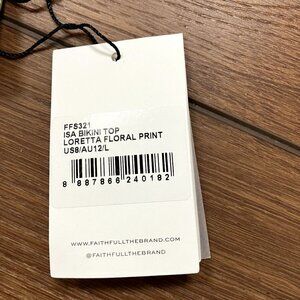 FFS321
ISA BIKINI TOP
LORETTA FLORAL PRINT
US8/AU12/L
8 887866 240182
WWW.FAITHFULLTHEBRAND.COM
@FAITHFULLTHEBRAND